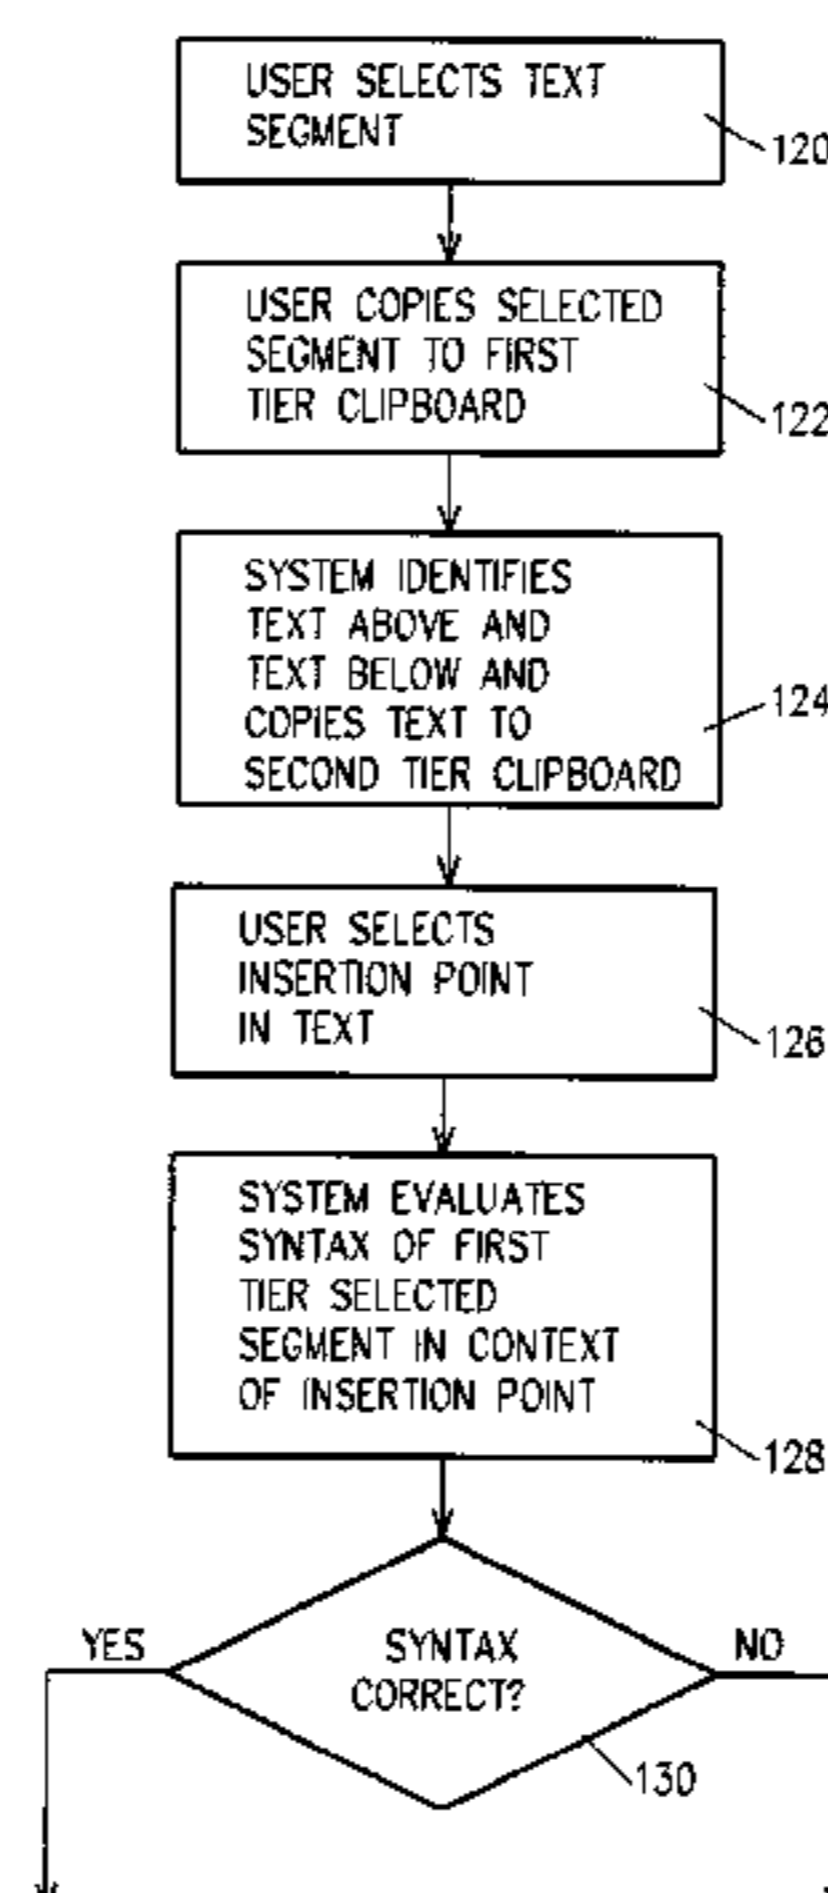 USER SELECTS TEXT
SEGMENT
120
USER COPIES SELECTED
SEGMENT TO FIRST
TIER CLIPBOARD
122
SYSTEM IDENTIFIES
TEXT ABOVE AND
TEXT BELOW AND
COPIES TEXT TO
SECOND TIER CLIPBOARD
124
USER SELECTS
INSERTION POINT
IN TEXT
126
SYSTEM EVALUATES
SYNTAX OF FIRST
TIER SELECTED
SEGMENT IN CONTEXT
OF INSERTION POINT
128
YES
SYNTAX
CORRECT?
NO
130